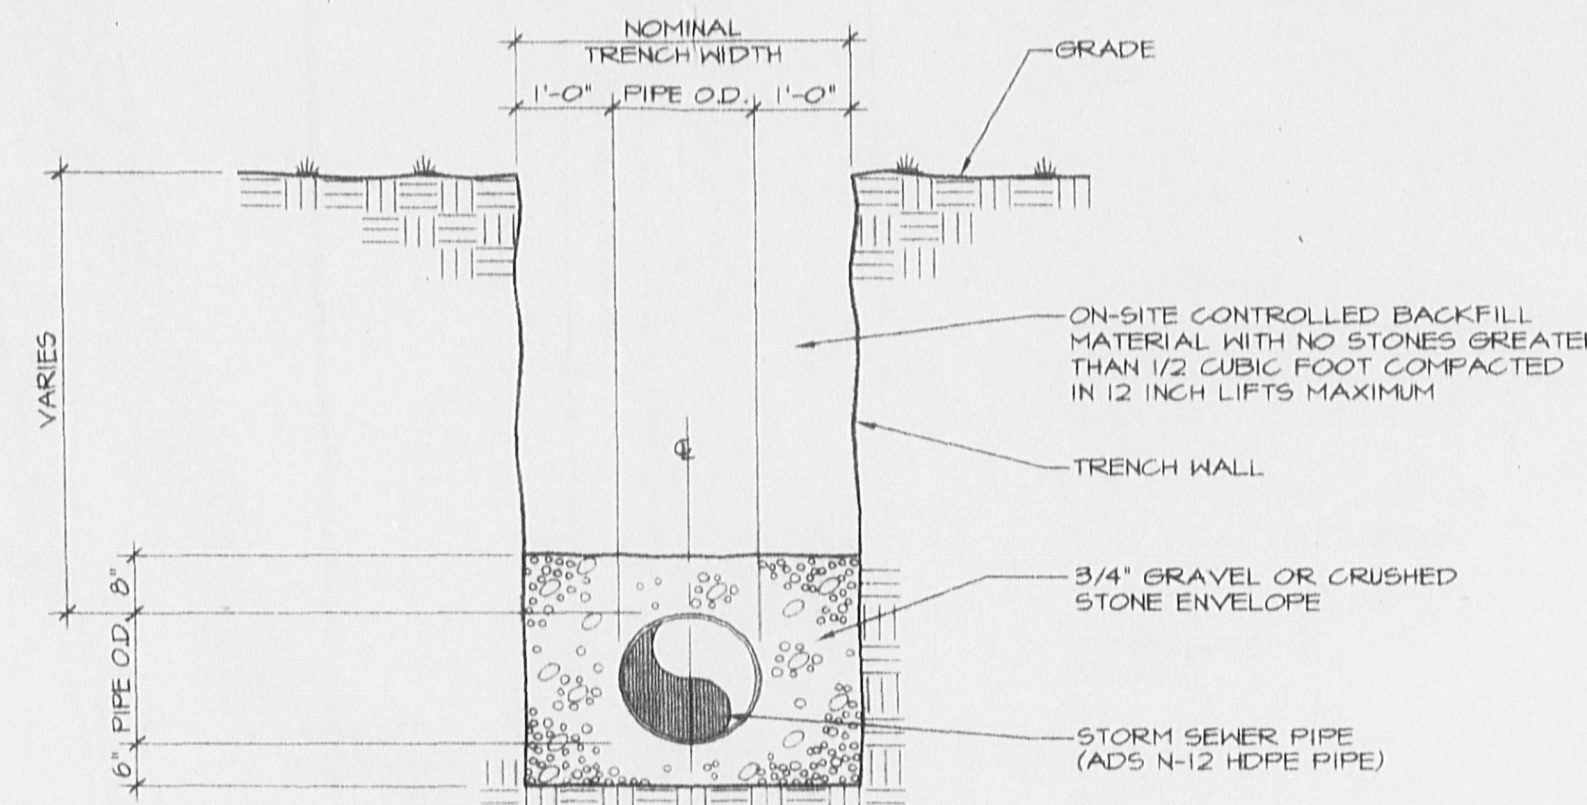 NOMINAL
TRENCH WIDTH
1'-0" PIPE O.D. 1'-0"
GRADE
VARIES
ON-SITE CONTROLLED BACKFILL
MATERIAL WITH NO STONES GREATER
THAN 1/2 CUBIC FOOT COMPACTED
IN 12 INCH LIFTS MAXIMUM
℄
TRENCH WALL
8"
PIPE O.D.
6"
3/4" GRAVEL OR CRUSHED
STONE ENVELOPE
STORM SEWER PIPE
(ADS N-12 HDPE PIPE)